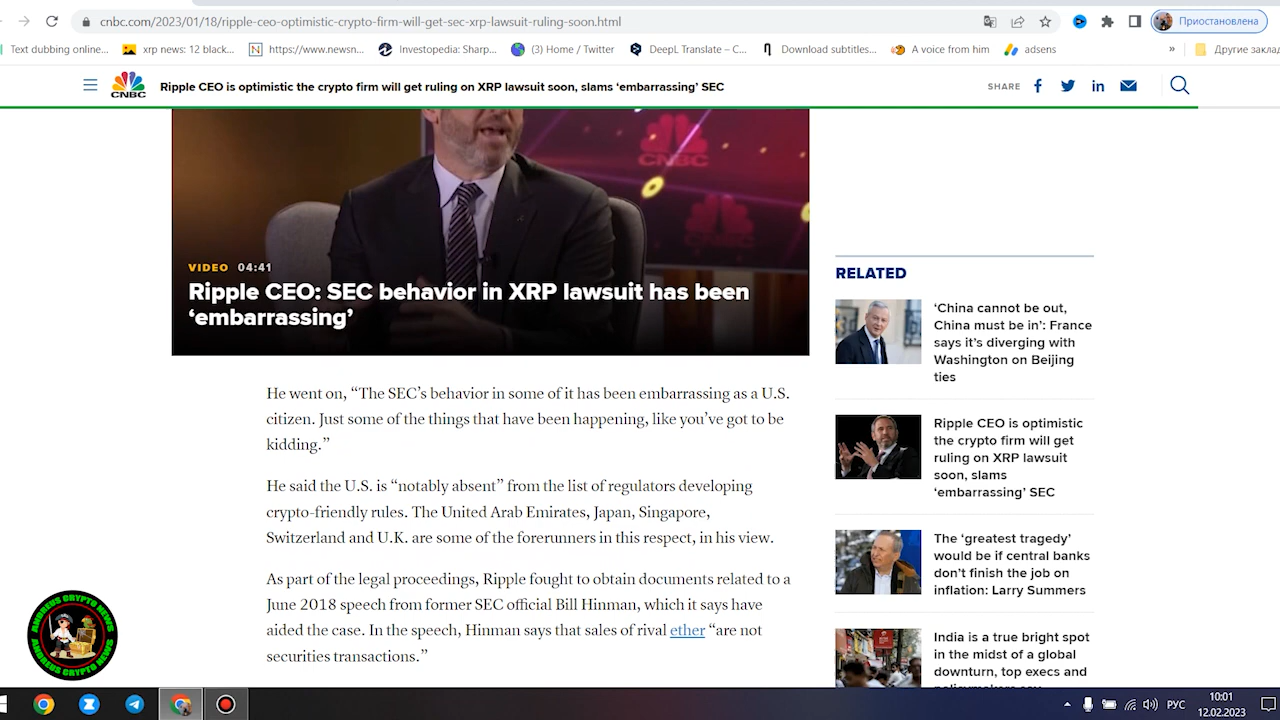 cnbc.com/2023/01/18/ripple-ceo-optimistic-crypto-firm-will-get-sec-xrp-lawsuit-ruling-soon.html
Приостановлена
Text dubbing online...
xrp news: 12 black...
https://www.newsn...
Investopedia: Sharp...
(3) Home / Twitter
DeepL Translate – C...
Download subtitles...
A voice from him
adsens
»
Другие закла
CNBC
Ripple CEO is optimistic the crypto firm will get ruling on XRP lawsuit soon, slams ‘embarrassing’ SEC
SHARE
CNBC
VIDEO 04:41
Ripple CEO: SEC behavior in XRP lawsuit has been
‘embarrassing’
He went on, “The SEC’s behavior in some of it has been embarrassing as a U.S.
citizen. Just some of the things that have been happening, like you’ve got to be
kidding.”
He said the U.S. is “notably absent” from the list of regulators developing
crypto-friendly rules. The United Arab Emirates, Japan, Singapore,
Switzerland and U.K. are some of the forerunners in this respect, in his view.
As part of the legal proceedings, Ripple fought to obtain documents related to a
June 2018 speech from former SEC official Bill Hinman, which it says have
aided the case. In the speech, Hinman says that sales of rival ether “are not
securities transactions.”
RELATED
‘China cannot be out,
China must be in’: France
says it’s diverging with
Washington on Beijing
ties
Ripple CEO is optimistic
the crypto firm will get
ruling on XRP lawsuit
soon, slams
‘embarrassing’ SEC
The ‘greatest tragedy’
would be if central banks
don’t finish the job on
inflation: Larry Summers
India is a true bright spot
in the midst of a global
downturn, top execs and
policymakers say
ANDREUS CRYPTO NEWS
ANDREUS CRYPTO NEWS
РУС
10:01
12.02.2023